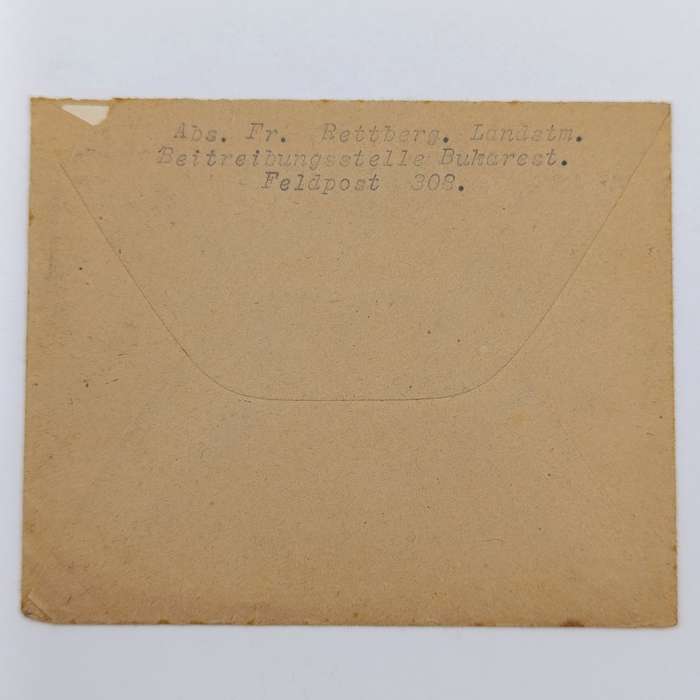 Abs. Fr. Rettberg. Landstm.
Beitreibungsstelle Bukarest.
Feldpost 308.